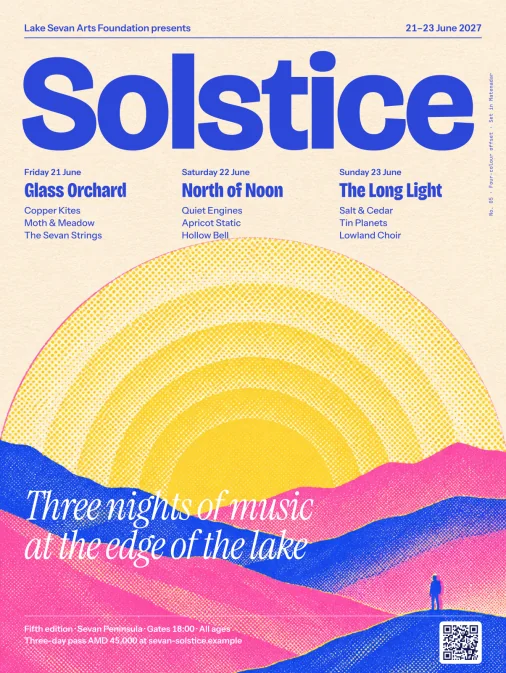 Lake Sevan Arts Foundation presents
21–23 June 2027
Solstice
Friday 21 June
Glass Orchard
Copper Kites
Moth & Meadow
The Sevan Strings
Saturday 22 June
North of Noon
Quiet Engines
Apricot Static
Hollow Bell
Sunday 23 June
The Long Light
Salt & Cedar
Tin Planets
Lowland Choir
No. 05 · Four-colour offset · Set in Matenador
Three nights of music
at the edge of the lake
Fifth edition · Sevan Peninsula · Gates 18:00 · All ages
Three-day pass AMD 45,000 at sevan-solstice.example